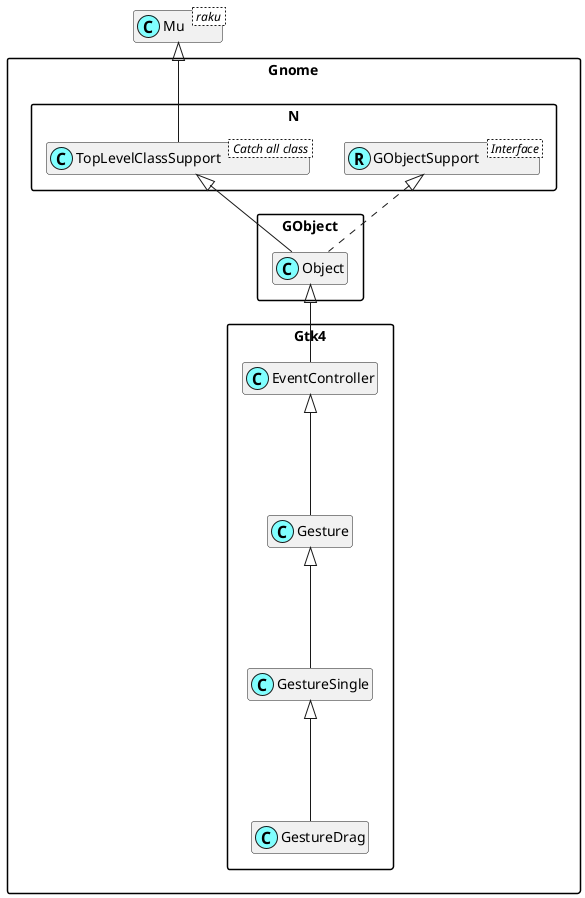 C Mu raku
Gnome
N
C TopLevelClassSupport Catch all class
R GObjectSupport Interface
GObject
C Object
Gtk4
C EventController
C Gesture
C GestureSingle
C GestureDrag